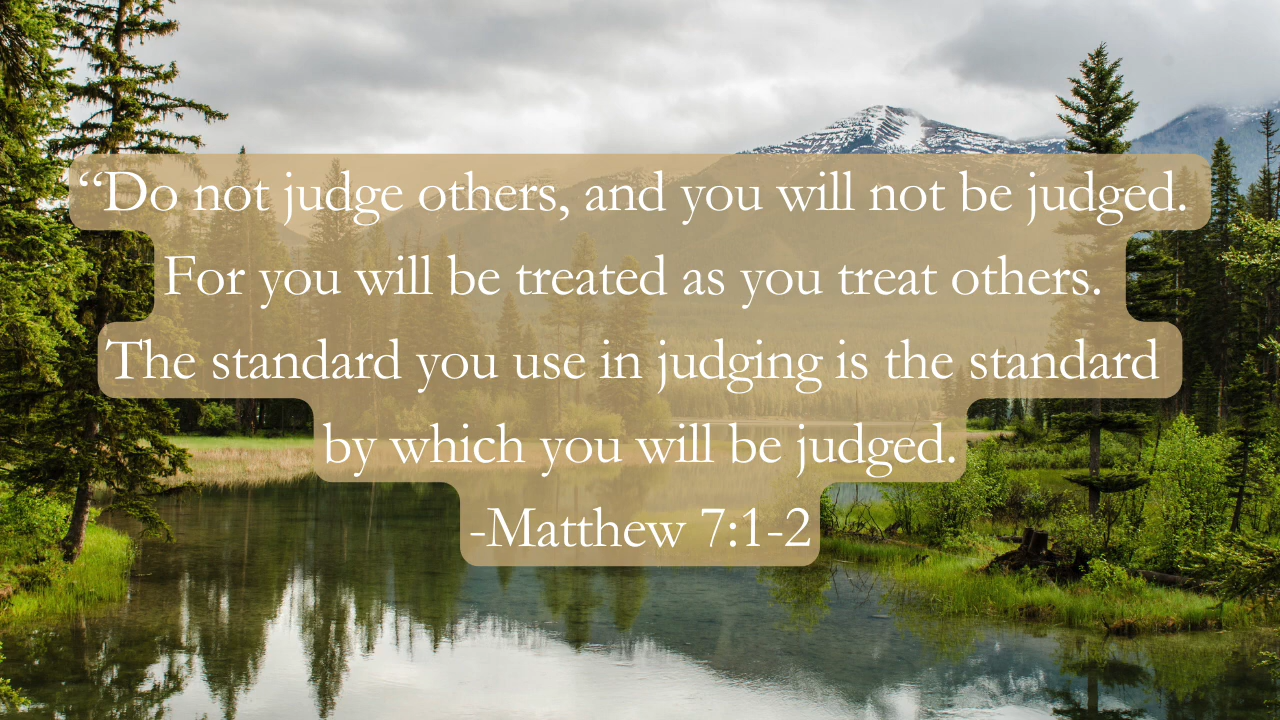 “Do not judge others, and you will not be judged.
For you will be treated as you treat others.
The standard you use in judging is the standard
by which you will be judged.
-Matthew 7:1-2